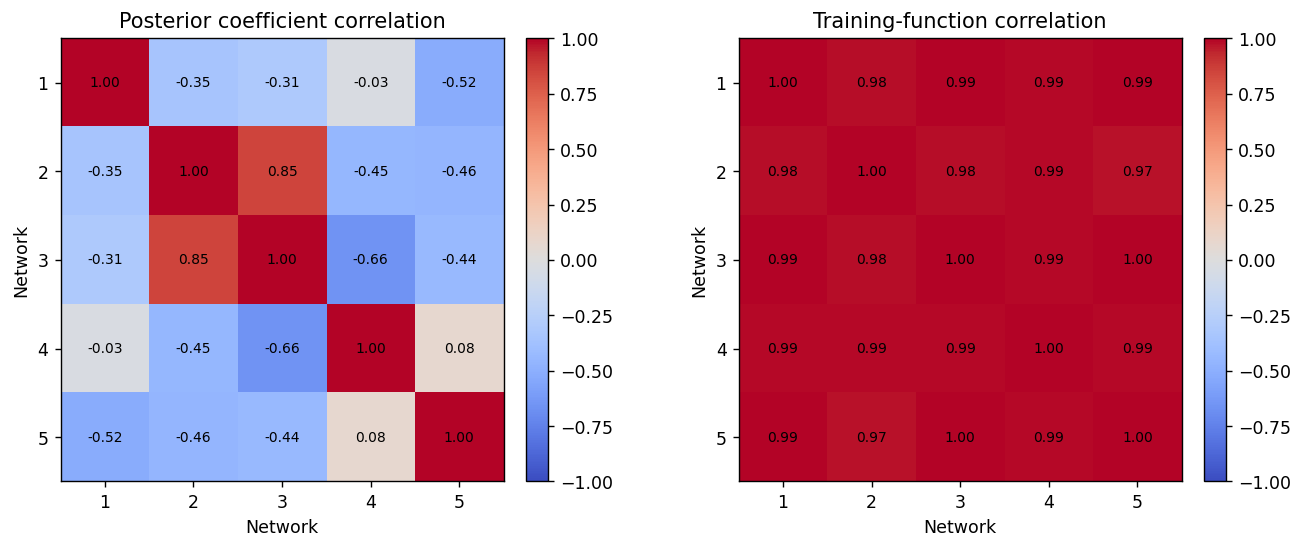 Posterior coefficient correlation
1 1.00 -0.35 -0.31 -0.03 -0.52
2 -0.35 1.00 0.85 -0.45 -0.46
3 -0.31 0.85 1.00 -0.66 -0.44
4 -0.03 -0.45 -0.66 1.00 0.08
5 -0.52 -0.46 -0.44 0.08 1.00
1 2 3 4 5
Network
Network
1.00
0.75
0.50
0.25
0.00
−0.25
−0.50
−0.75
−1.00
Training-function correlation
1 1.00 0.98 0.99 0.99 0.99
2 0.98 1.00 0.98 0.99 0.97
3 0.99 0.98 1.00 0.99 1.00
4 0.99 0.99 0.99 1.00 0.99
5 0.99 0.97 1.00 0.99 1.00
1 2 3 4 5
Network
Network
1.00
0.75
0.50
0.25
0.00
−0.25
−0.50
−0.75
−1.00